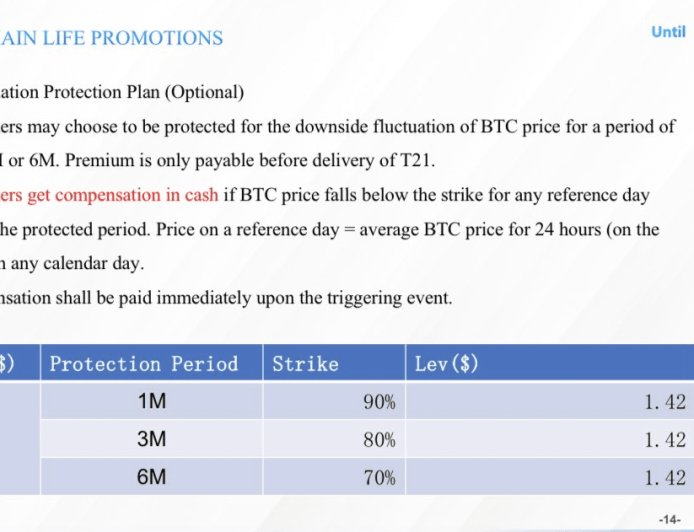 AIN LIFE PROMOTIONS
Until
ation Protection Plan (Optional)
ers may choose to be protected for the downside fluctuation of BTC price for a period of
or 6M. Premium is only payable before delivery of T21.
ers get compensation in cash if BTC price falls below the strike for any reference day
he protected period. Price on a reference day = average BTC price for 24 hours (on the
any calendar day.
nsation shall be paid immediately upon the triggering event.
$) Protection Period Strike Lev($)
1M 90% 1.42
3M 80% 1.42
6M 70% 1.42
-14-